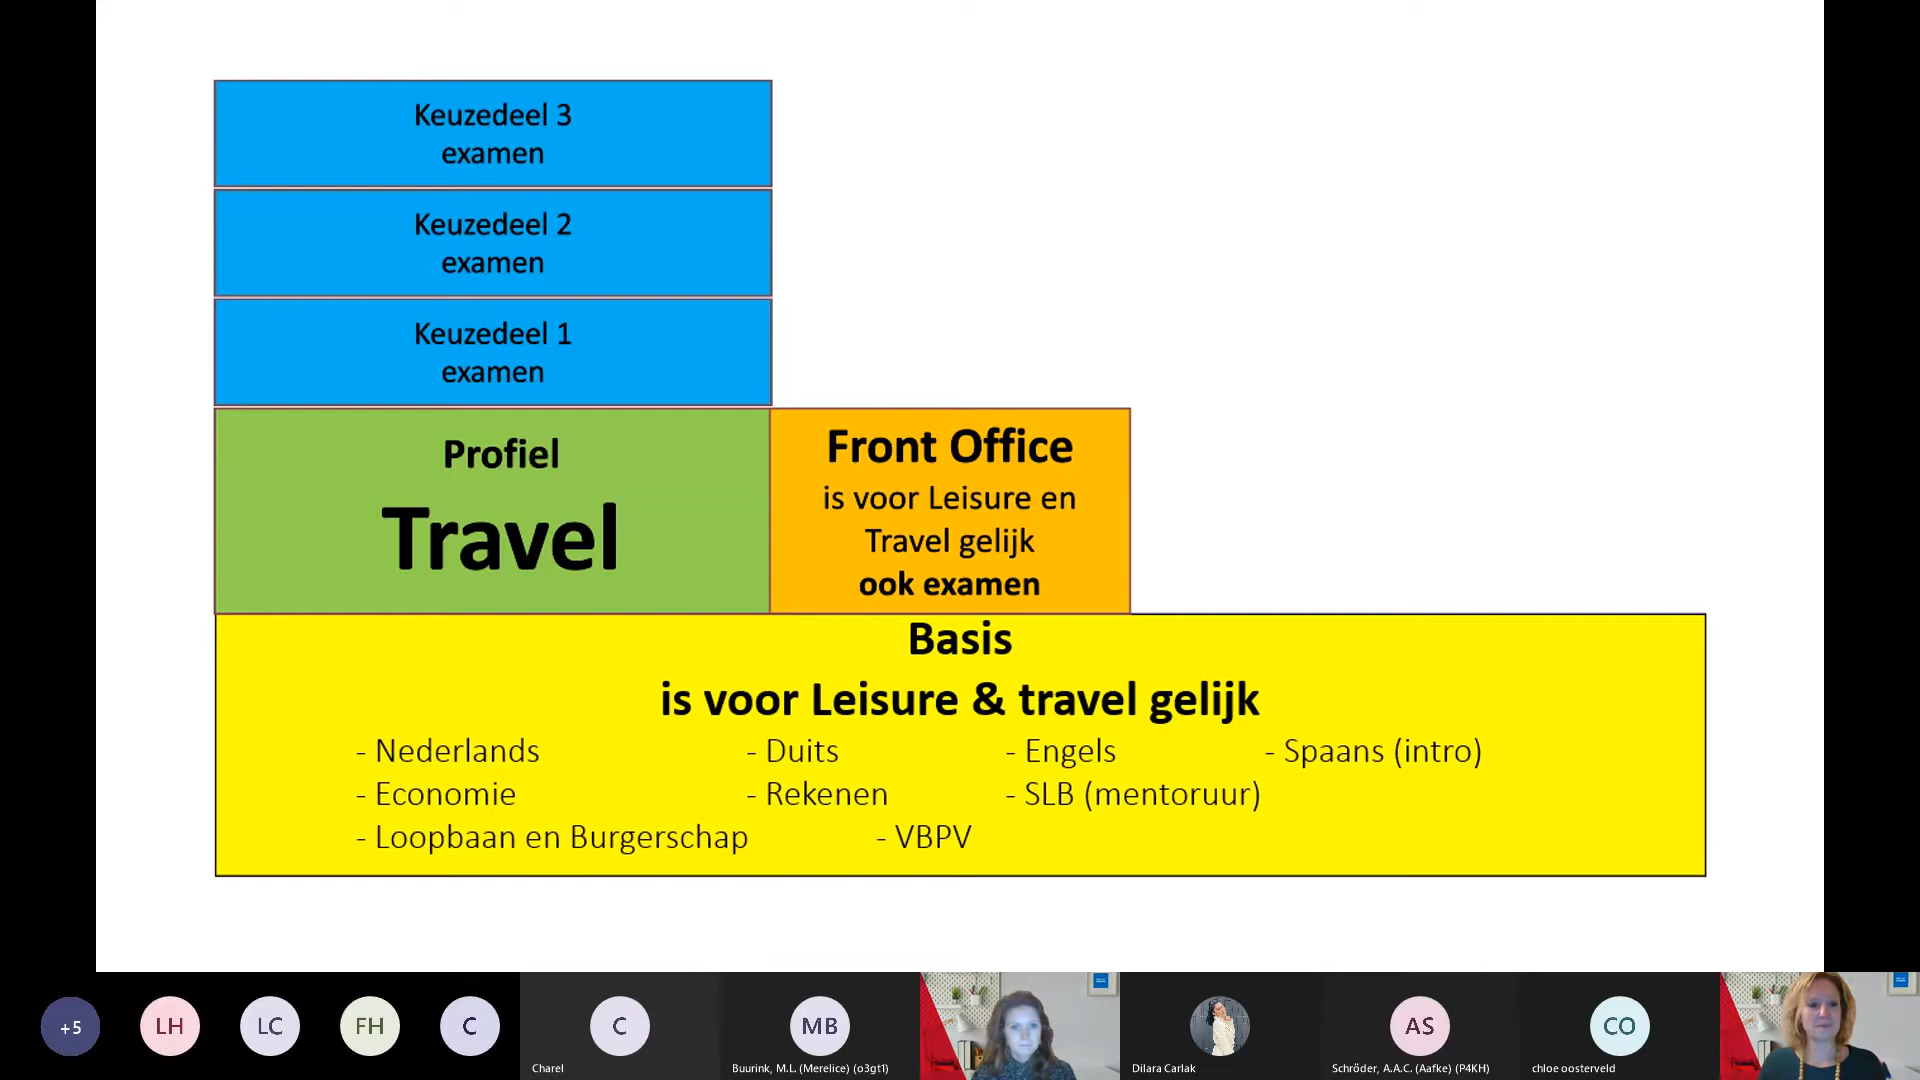 Keuzedeel 3
examen
Keuzedeel 2
examen
Keuzedeel 1
examen
Profiel
Travel
Front Office
is voor Leisure en
Travel gelijk
ook examen
Basis
is voor Leisure & travel gelijk
- Nederlands - Duits - Engels - Spaans (intro)
- Economie - Rekenen - SLB (mentoruur)
- Loopbaan en Burgerschap - VBPV
+5
LH
LC
FH
C
C
Charel
MB
Buurink, M.L. (Merelice) (o3gt1)
Dilara Carlak
AS
Schröder, A.A.C. (Aafke) (P4KH)
CO
chloe oosterveld